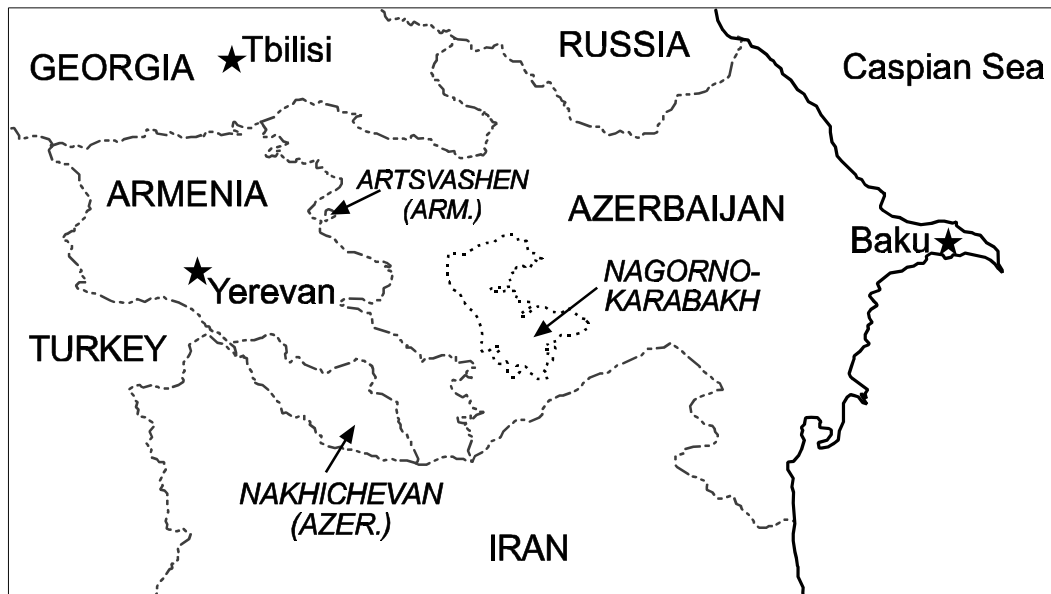 RUSSIA
Tbilisi
GEORGIA
Caspian Sea
ARTSVASHEN
(ARM.)
ARMENIA
AZERBAIJAN
Baku
NAGORNO-
KARABAKH
Yerevan
TURKEY
NAKHICHEVAN
(AZER.)
IRAN